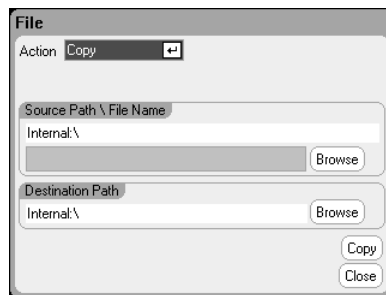 File
Action Copy
Source Path \ File Name
Internal:\
Browse
Destination Path
Internal:\ Browse
Copy
Close